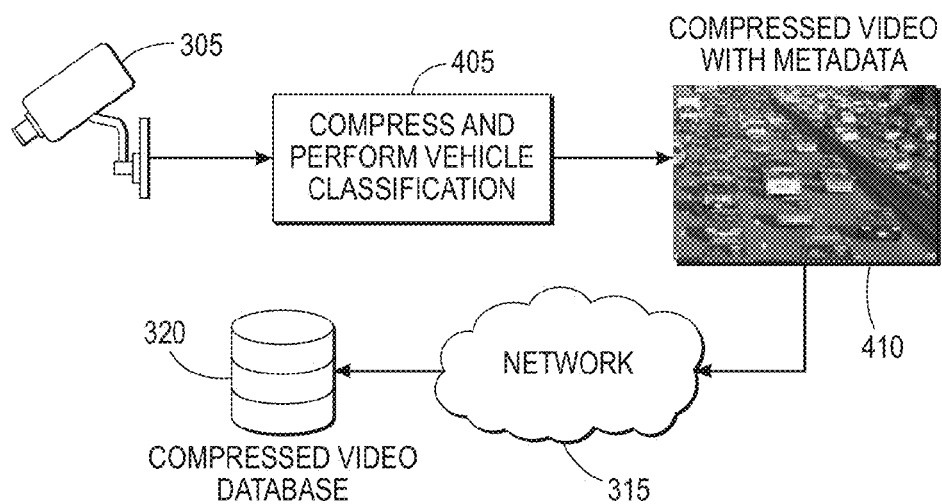 305
405
COMPRESSED VIDEO
WITH METADATA
COMPRESS AND
PERFORM VEHICLE
CLASSIFICATION
410
320
NETWORK
315
COMPRESSED VIDEO
DATABASE